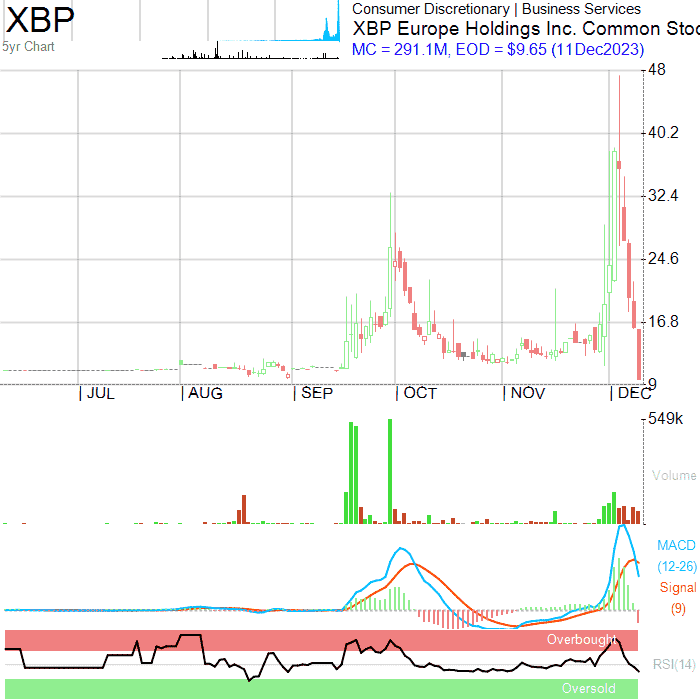 XBP
5yr Chart
Consumer Discretionary | Business Services
XBP Europe Holdings Inc. Common Stoc
MC = 291.1M, EOD = $9.65 (11Dec2023)
48
40.2
32.4
24.6
16.8
9
JUL AUG SEP OCT NOV DEC
549k
Volume
MACD
(12-26)
Signal
(9)
Overbought
RSI(14)
Oversold